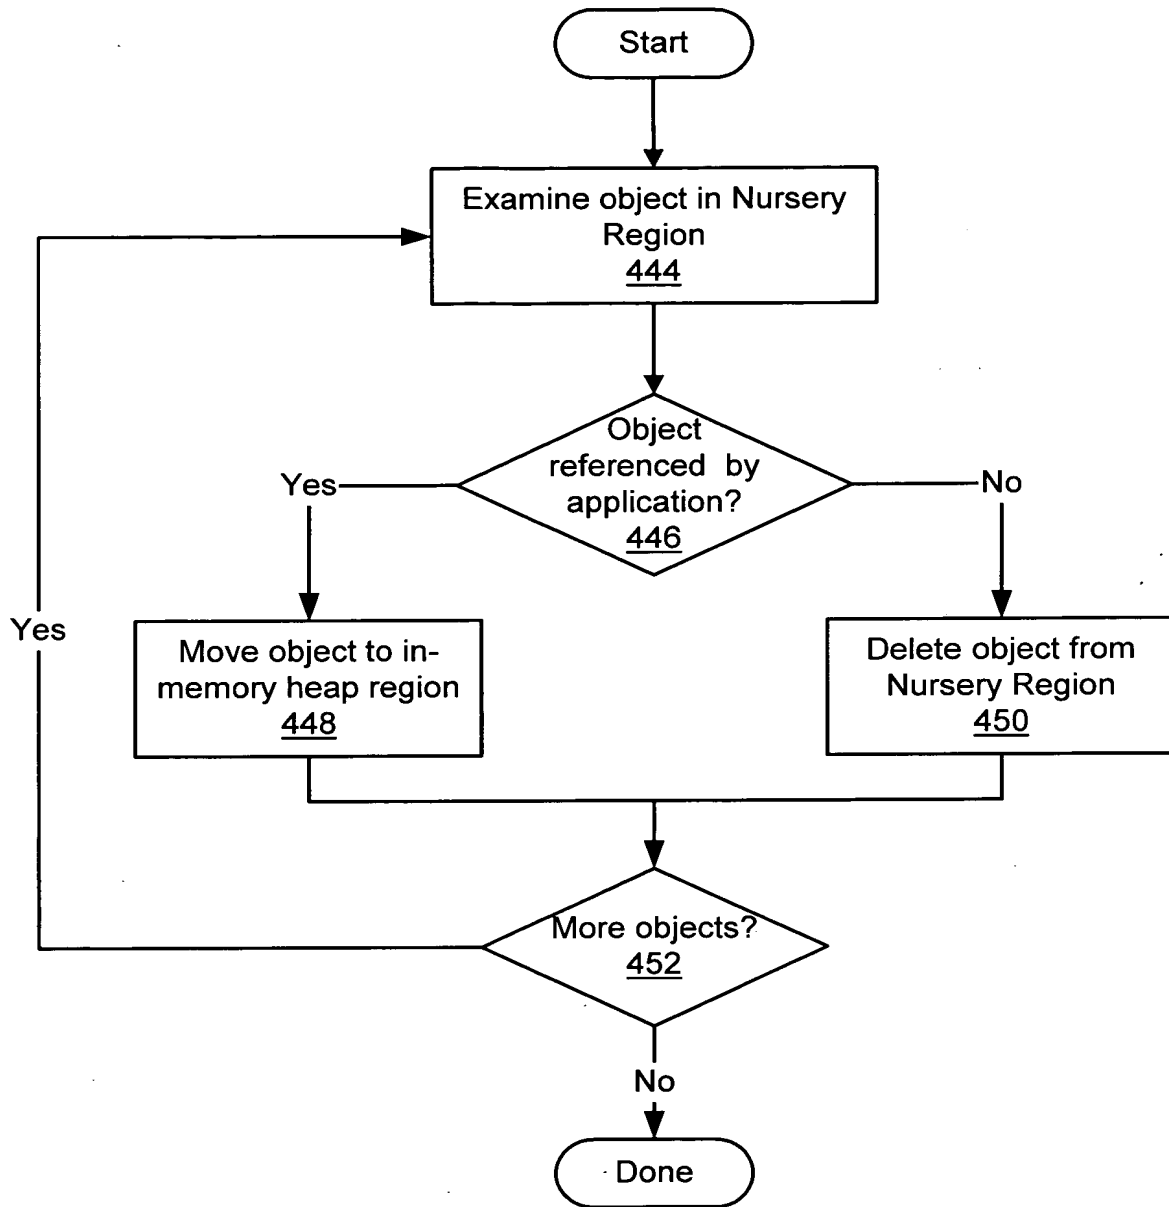 Start
Examine object in Nursery
Region
444
Object
referenced by
application?
446
Yes
No
Yes
Move object to in-
memory heap region
448
Delete object from
Nursery Region
450
More objects?
452
No
Done